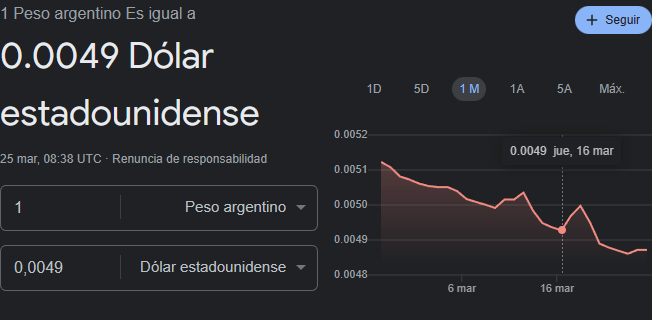 1 Peso argentino Es igual a
0.0049 Dólar
estadounidense
25 mar, 08:38 UTC · Renuncia de responsabilidad
1 Peso argentino
0,0049 Dólar estadounidense
+ Seguir
1D 5D 1 M 1A 5A Máx.
0.0049 jue, 16 mar
0.0052
0.0051
0.0050
0.0049
0.0048
6 mar 16 mar